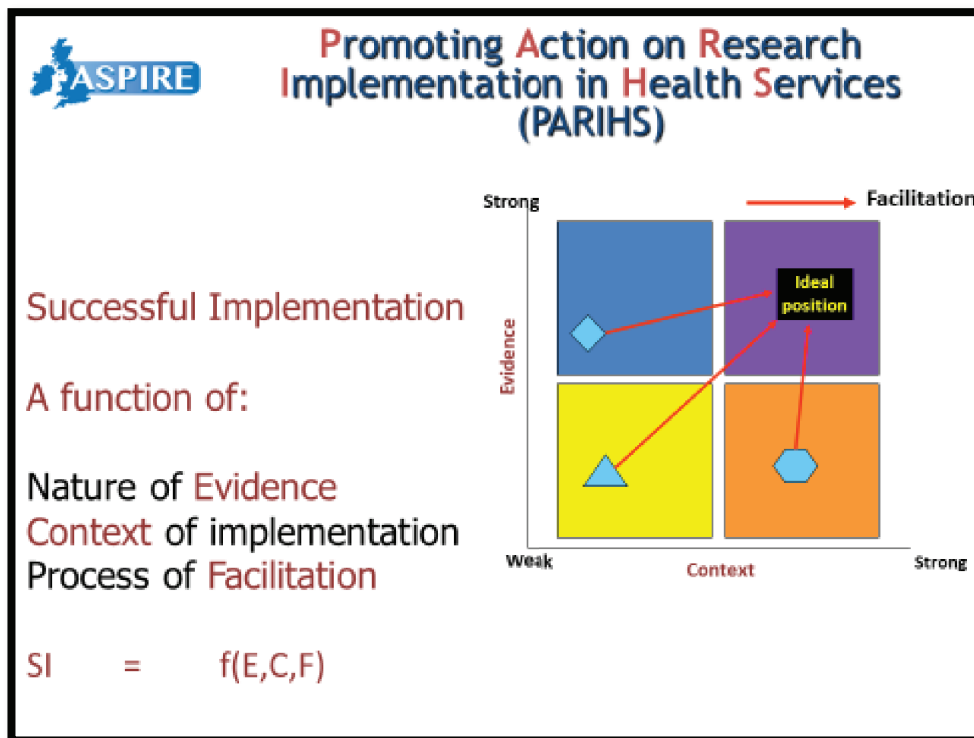 ASPIRE
Promoting Action on Research
Implementation in Health Services
(PARIHS)
Strong
Facilitation
Ideal
position
Successful Implementation
Evidence
A function of:
Nature of Evidence
Context of implementation
Process of Facilitation
Weak
Context
Strong
SI = f(E,C,F)